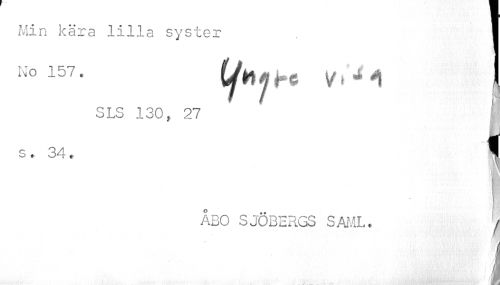 Min kära lilla syster
No 157.
Yngre visa
SLS 130, 27
s. 34.
ÅBO SJÖBERGS SAML.